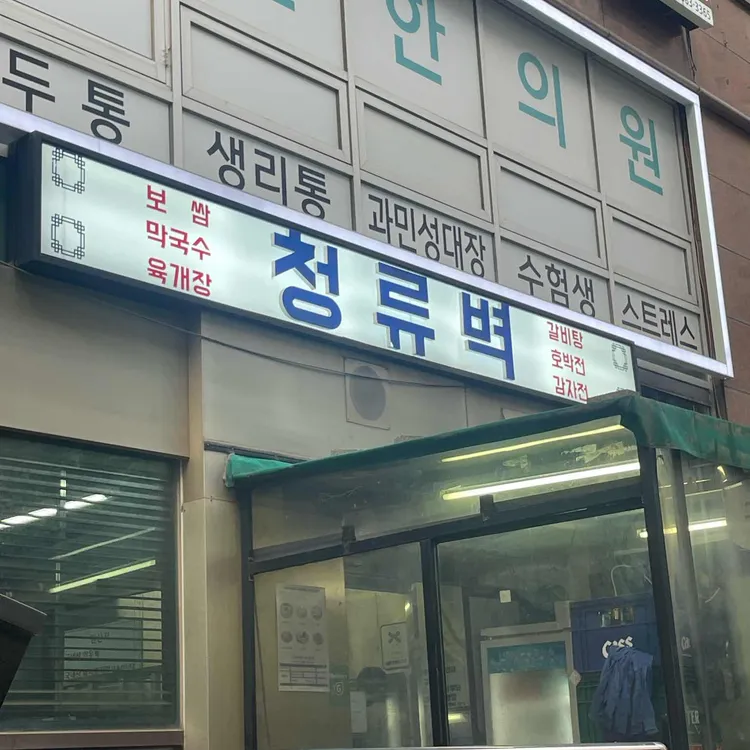 한의원
두통
생리통
과민성대장
수험생
스트레스
보쌈
막국수
육개장
청류벽
갈비탕
호박전
감자전
CASS